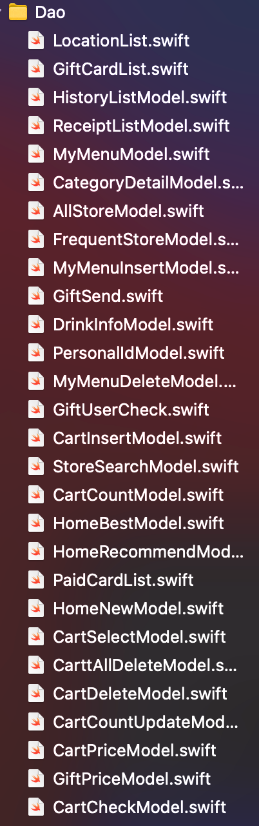 Dao
LocationList.swift
GiftCardList.swift
HistoryListModel.swift
ReceiptListModel.swift
MyMenuModel.swift
CategoryDetailModel.s...
AllStoreModel.swift
FrequentStoreModel.s...
MyMenuInsertModel.s...
GiftSend.swift
DrinkInfoModel.swift
PersonalIdModel.swift
MyMenuDeleteModel....
GiftUserCheck.swift
CartInsertModel.swift
StoreSearchModel.swift
CartCountModel.swift
HomeBestModel.swift
HomeRecommendMod...
PaidCardList.swift
HomeNewModel.swift
CartSelectModel.swift
CarttAllDeleteModel.s...
CartDeleteModel.swift
CartCountUpdateMod...
CartPriceModel.swift
GiftPriceModel.swift
CartCheckModel.swift